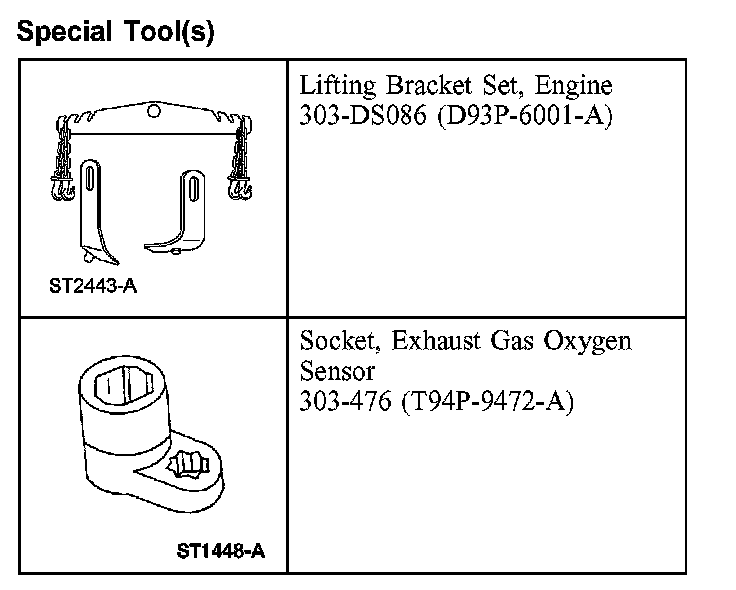 Special Tool(s)
Lifting Bracket Set, Engine
303-DS086 (D93P-6001-A)
ST2443-A
Socket, Exhaust Gas Oxygen
Sensor
303-476 (T94P-9472-A)
ST1448-A